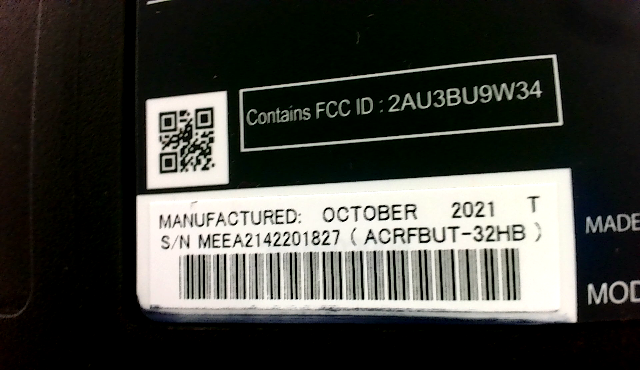 Contains FCC ID : 2AU3BU9W34
MANUFACTURED: OCTOBER 2021 T
S/N MEEA2142201827 ( ACRFBUT-32HB )
MADE
MOD